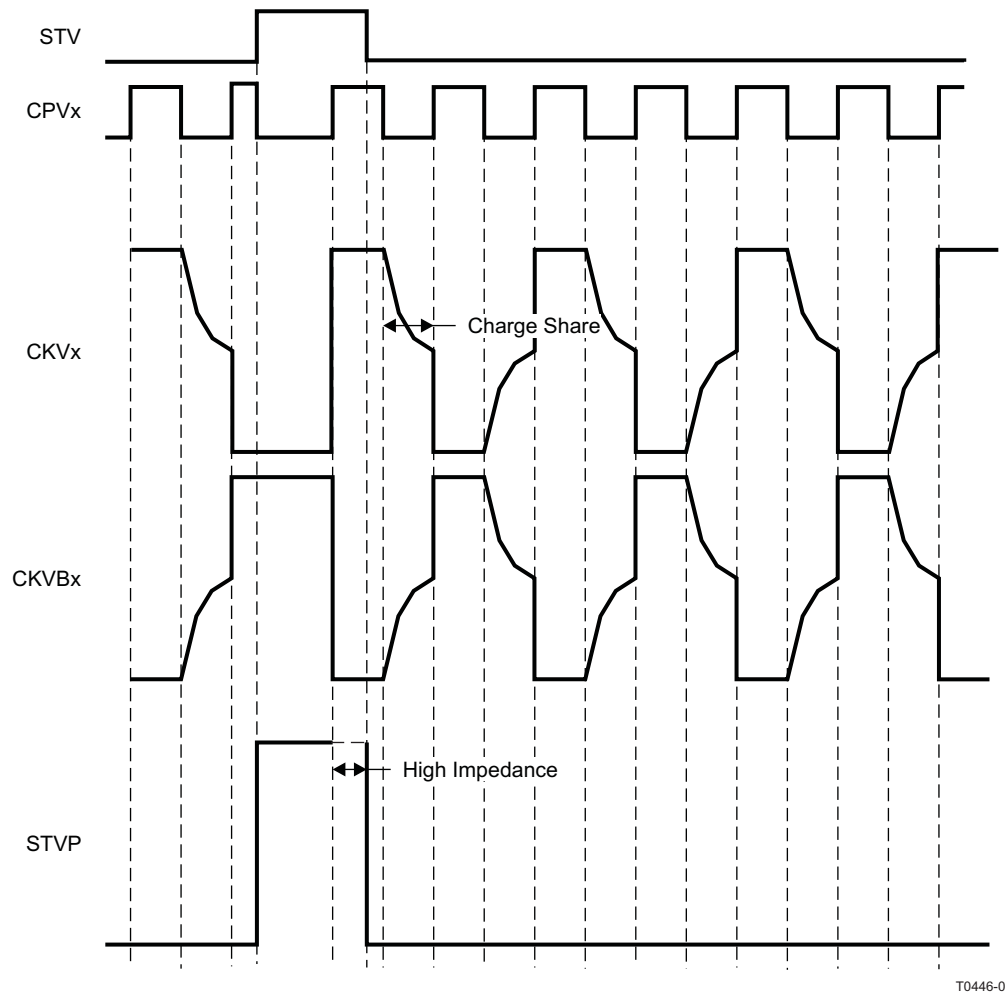 STV
CPVx
CKVx
Charge Share
CKVBx
High Impedance
STVP
T0446-0